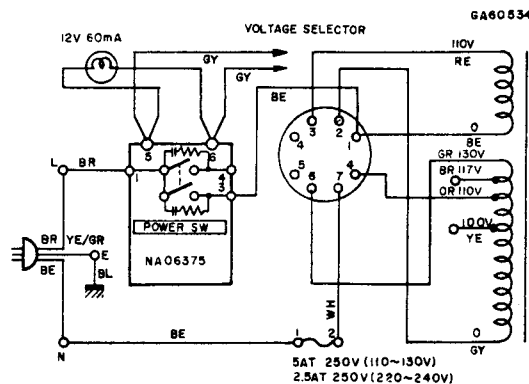 GA60534
VOLTAGE SELECTOR
12V 60mA
110V
RE
GY
GY
BE
3 2
4 1
5 4
6 7
0
BE
GR 130V
BR 117V
OR 110V
100V
YE
0
GY
5 6
L BR 1 4
3
POWER SW
NA06375
BR YE/GR
E
BE
BL
WH
N BE 1 2
5AT 250V (110~130V)
2.5AT 250V (220~240V)